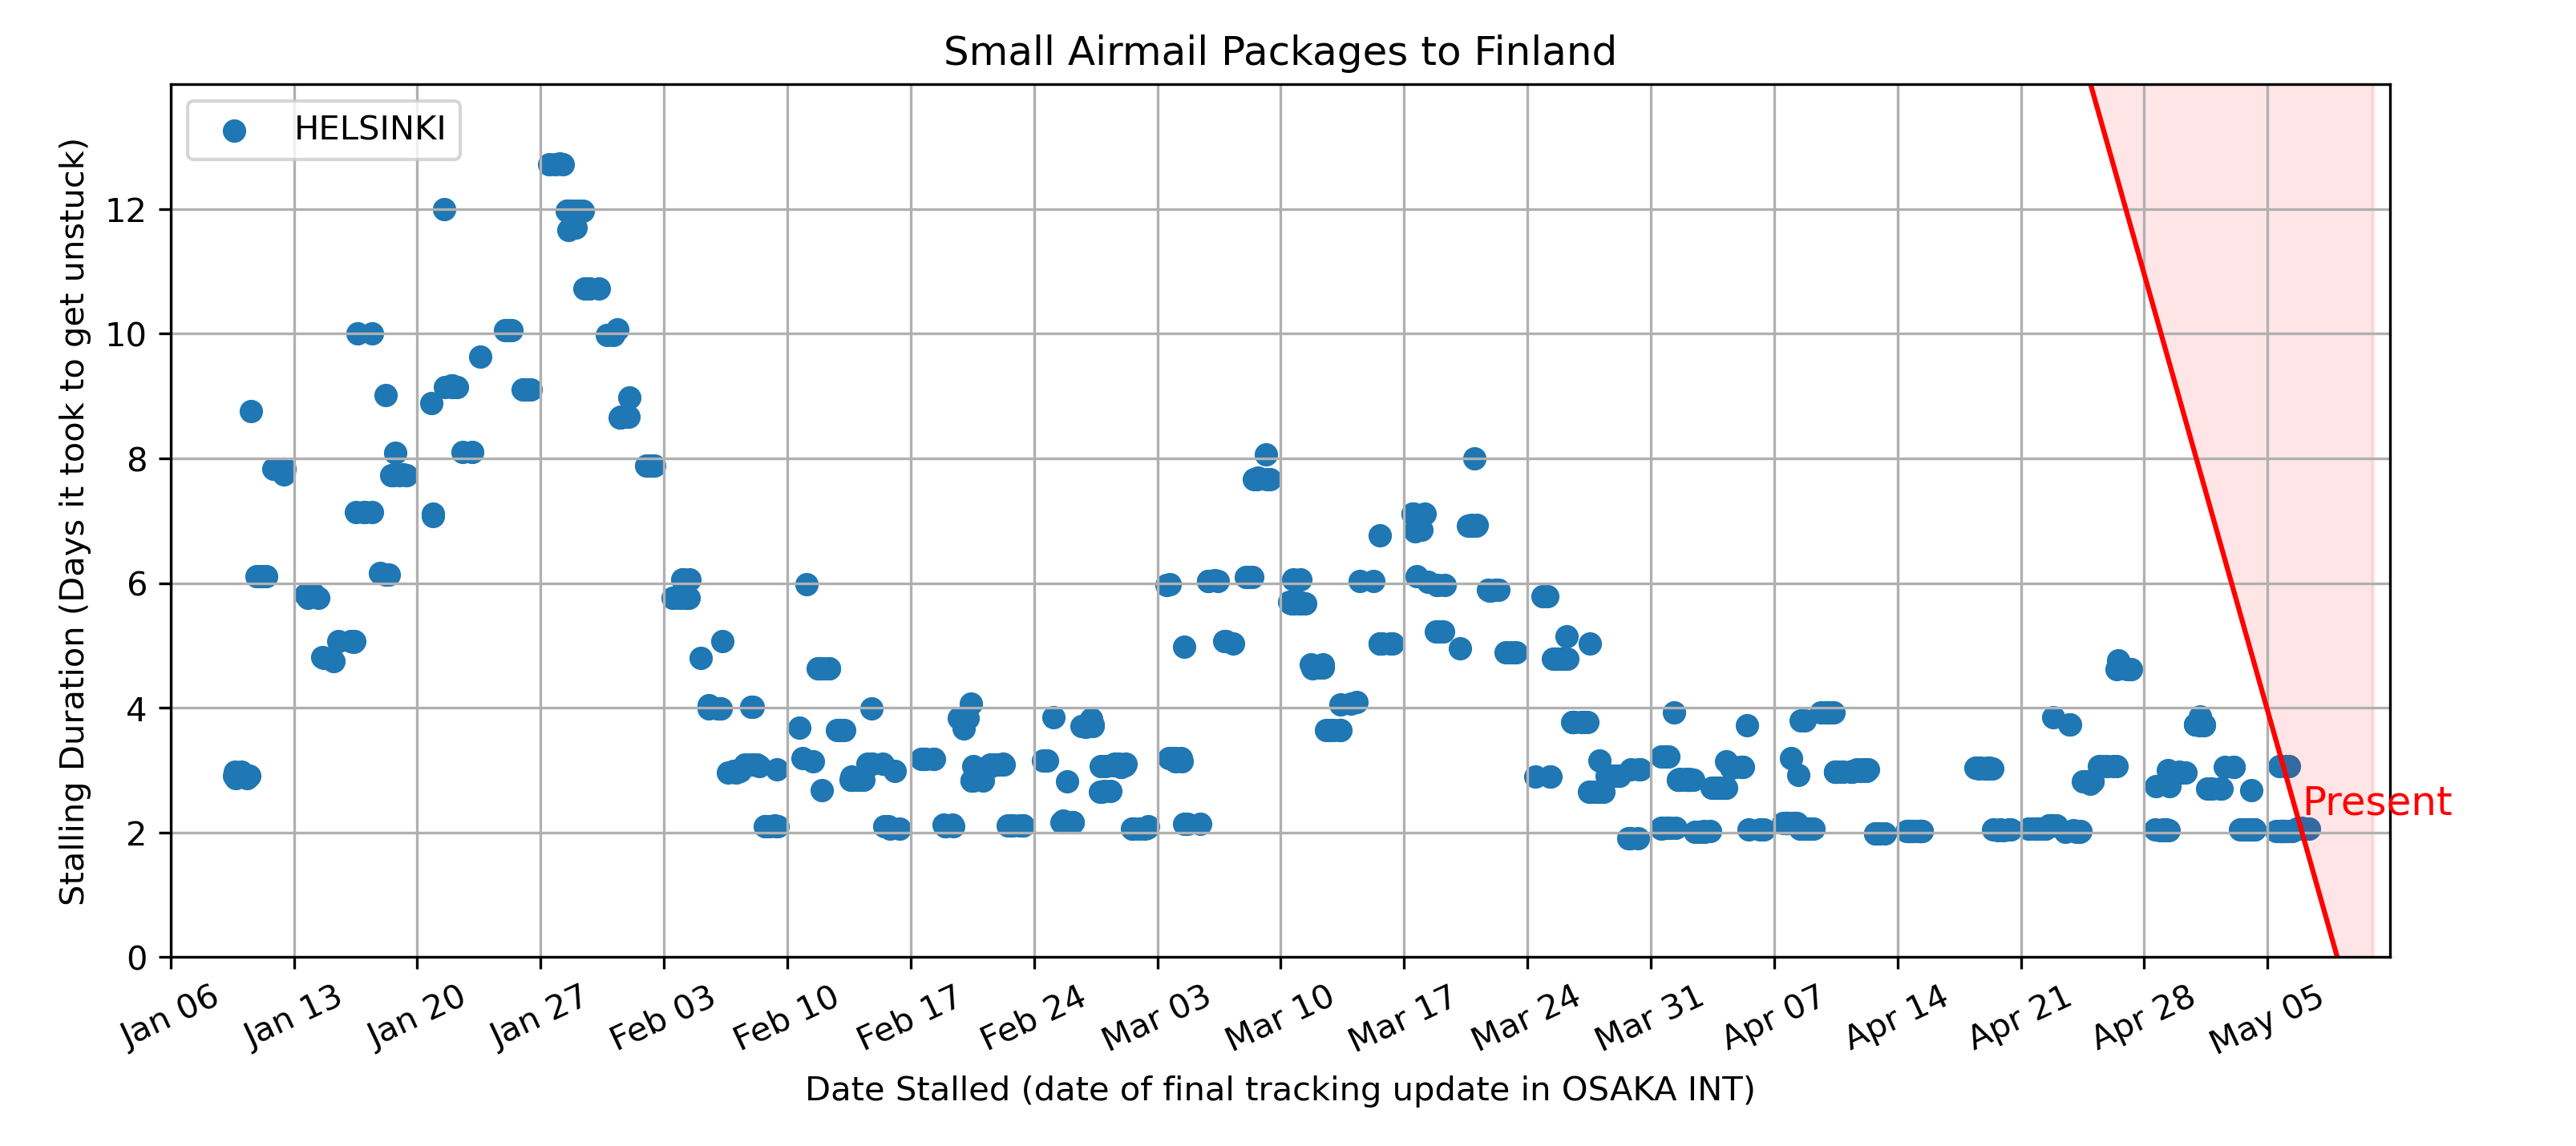 Small Airmail Packages to Finland
HELSINKI
Stalling Duration (Days it took to get unstuck)
12
10
8
6
4
2
0
Present
Jan 06
Jan 13
Jan 20
Jan 27
Feb 03
Feb 10
Feb 17
Feb 24
Mar 03
Mar 10
Mar 17
Mar 24
Mar 31
Apr 07
Apr 14
Apr 21
Apr 28
May 05
Date Stalled (date of final tracking update in OSAKA INT)